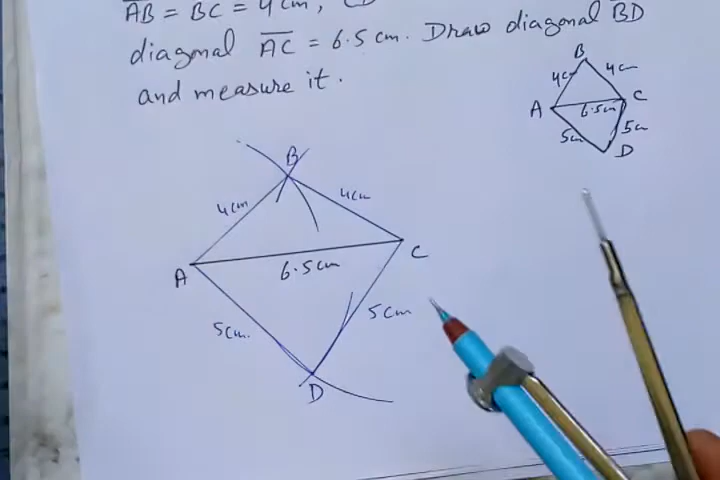 AB = BC = 4 cm,
diagonal AC = 6.5 cm. Draw diagonal BD
and measure it.
B
4cm
4cm
A
C
6.5cm
5cm
5cm
D
B
4cm
4cm
A
C
6.5cm
5cm.
5cm
D